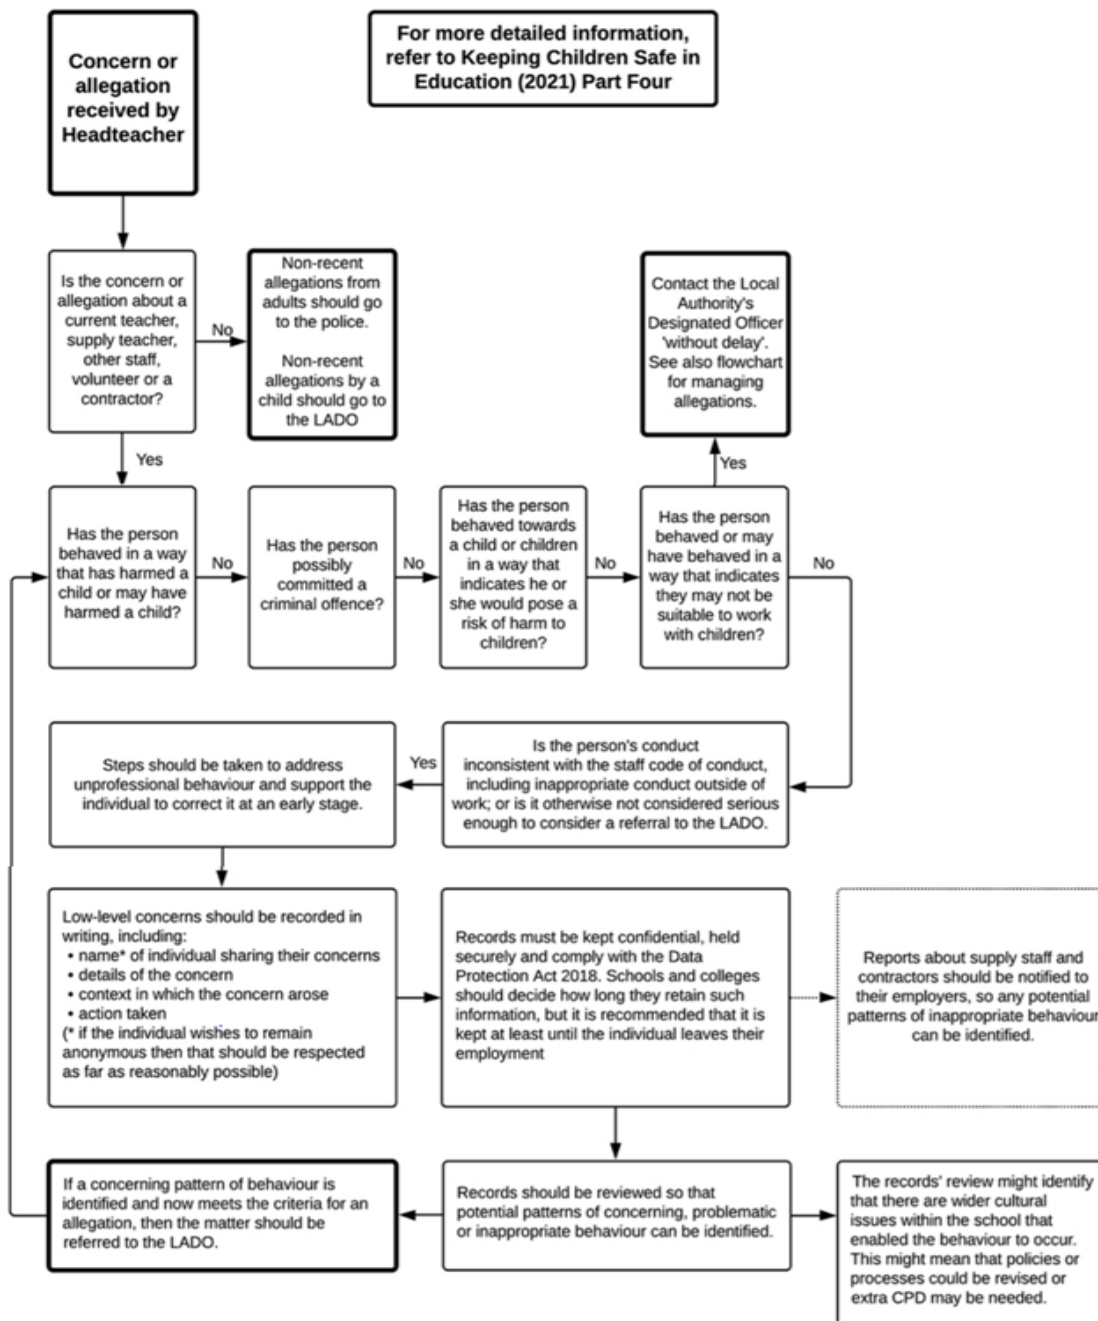 Concern or
allegation
received by
Headteacher
For more detailed information,
refer to Keeping Children Safe in
Education (2021) Part Four
Is the concern or
allegation about a
current teacher,
supply teacher,
other staff,
volunteer or a
contractor?
No
Non-recent
allegations from
adults should go
to the police.
Non-recent
allegations by a
child should go to
the LADO
Contact the Local
Authority's
Designated Officer
'without delay'.
See also flowchart
for managing
allegations.
Yes
Yes
Has the person
behaved in a way
that has harmed a
child or may have
harmed a child?
No
Has the person
possibly
committed a
criminal offence?
No
Has the person
behaved towards
a child or children
in a way that
indicates he or
she would pose a
risk of harm to
children?
No
Has the person
behaved or may
have behaved in a
way that indicates
they may not be
suitable to work
with children?
No
Is the person's conduct
inconsistent with the staff code of conduct,
including inappropriate conduct outside of
work; or is it otherwise not considered serious
enough to consider a referral to the LADO.
Yes
Steps should be taken to address
unprofessional behaviour and support the
individual to correct it at an early stage.
Low-level concerns should be recorded in
writing, including:
• name* of individual sharing their concerns
• details of the concern
• context in which the concern arose
• action taken
(* if the individual wishes to remain
anonymous then that should be respected
as far as reasonably possible)
Records must be kept confidential, held
securely and comply with the Data
Protection Act 2018. Schools and colleges
should decide how long they retain such
information, but it is recommended that it is
kept at least until the individual leaves their
employment
Reports about supply staff and
contractors should be notified to
their employers, so any potential
patterns of inappropriate behaviour
can be identified.
If a concerning pattern of behaviour is
identified and now meets the criteria for an
allegation, then the matter should be
referred to the LADO.
Records should be reviewed so that
potential patterns of concerning, problematic
or inappropriate behaviour can be identified.
The records' review might identify
that there are wider cultural
issues within the school that
enabled the behaviour to occur.
This might mean that policies or
processes could be revised or
extra CPD may be needed.